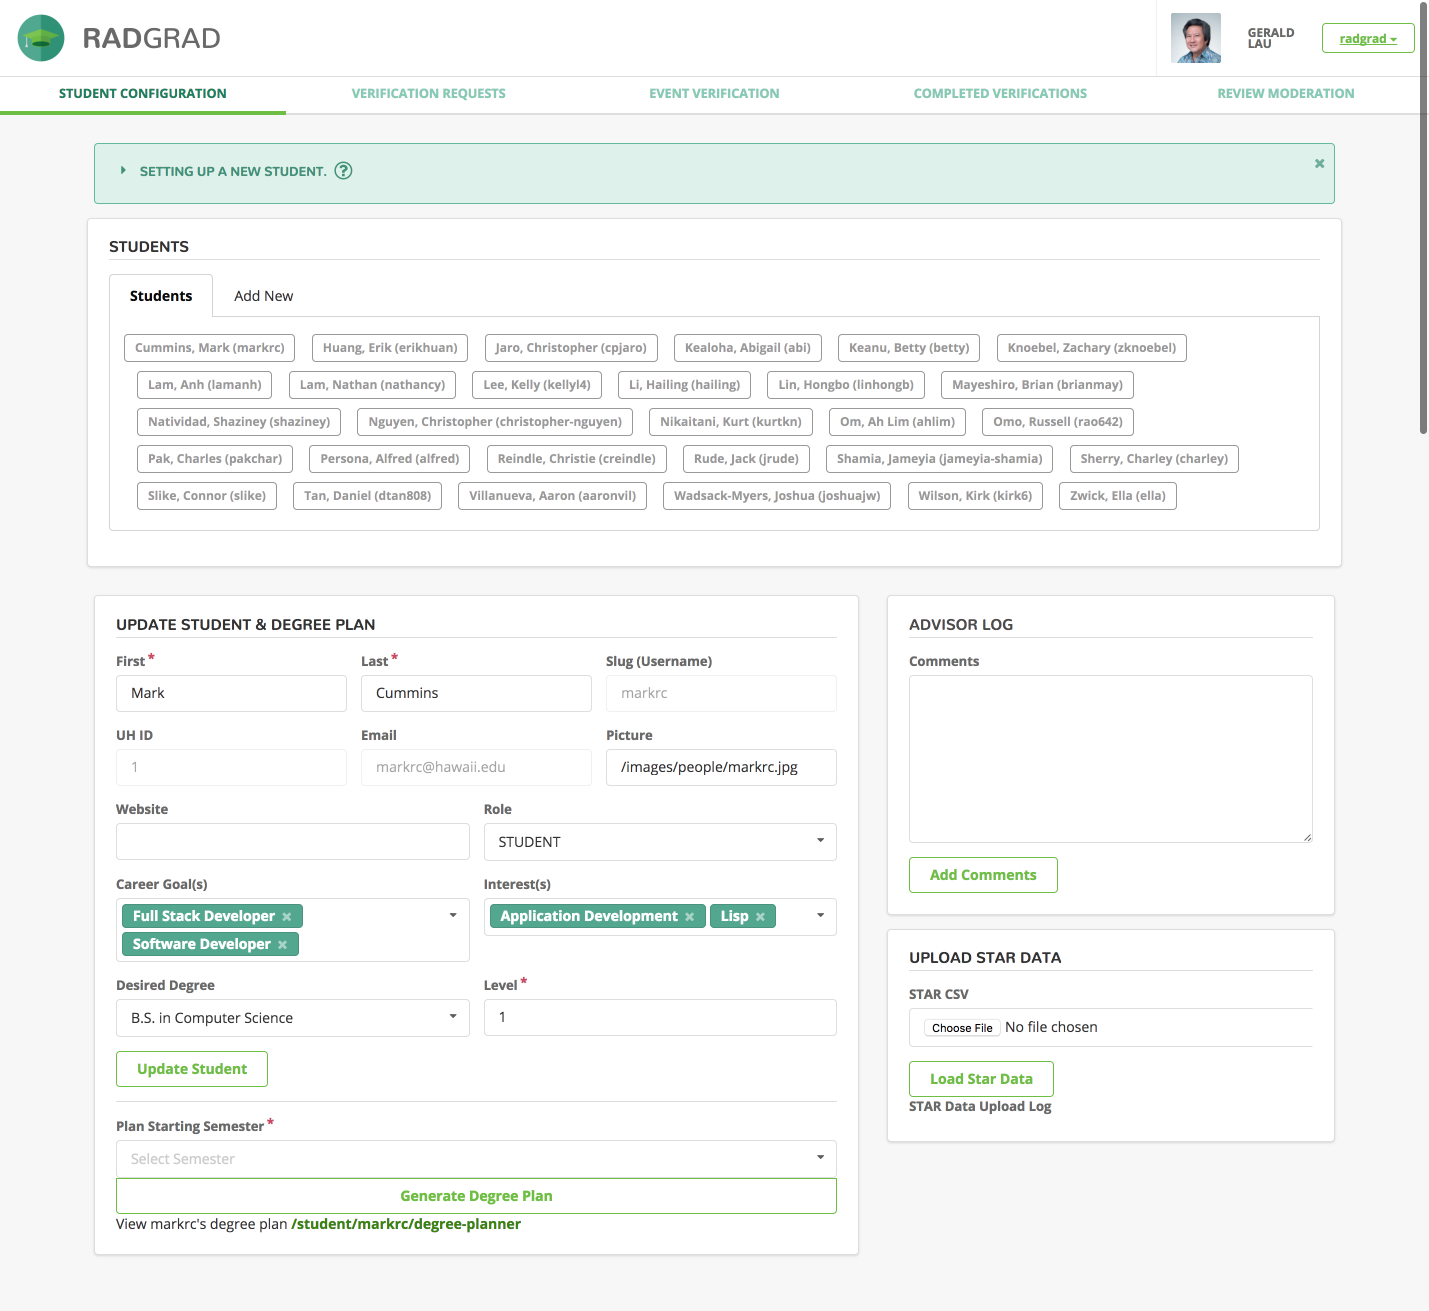 RADGRAD
GERALD
LAU
radgrad
STUDENT CONFIGURATION
VERIFICATION REQUESTS
EVENT VERIFICATION
COMPLETED VERIFICATIONS
REVIEW MODERATION
SETTING UP A NEW STUDENT. ?
STUDENTS
Students Add New
Cummins, Mark (markrc) Huang, Erik (erikhuan) Jaro, Christopher (cpjaro) Kealoha, Abigail (abi) Keanu, Betty (betty) Knoebel, Zachary (zknoebel)
Lam, Anh (lamanh) Lam, Nathan (nathancy) Lee, Kelly (kellyl4) Li, Hailing (hailing) Lin, Hongbo (linhongb) Mayeshiro, Brian (brianmay)
Natividad, Shaziney (shaziney) Nguyen, Christopher (christopher-nguyen) Nikaitani, Kurt (kurtkn) Om, Ah Lim (ahlim) Omo, Russell (rao642)
Pak, Charles (pakchar) Persona, Alfred (alfred) Reindle, Christie (creindle) Rude, Jack (jrude) Shamia, Jameyia (jameyia-shamia) Sherry, Charley (charley)
Slike, Connor (slike) Tan, Daniel (dtan808) Villanueva, Aaron (aaronvil) Wadsack-Myers, Joshua (joshuajw) Wilson, Kirk (kirk6) Zwick, Ella (ella)
UPDATE STUDENT & DEGREE PLAN
First * Last * Slug (Username)
Mark Cummins markrc
UH ID Email Picture
1 markrc@hawaii.edu /images/people/markrc.jpg
Website Role
STUDENT
Career Goal(s) Interest(s)
Full Stack Developer × Application Development × Lisp ×
Software Developer ×
Desired Degree Level *
B.S. in Computer Science 1
Update Student
Plan Starting Semester *
Select Semester
Generate Degree Plan
View markrc's degree plan /student/markrc/degree-planner
ADVISOR LOG
Comments
Add Comments
UPLOAD STAR DATA
STAR CSV
Choose File No file chosen
Load Star Data
STAR Data Upload Log